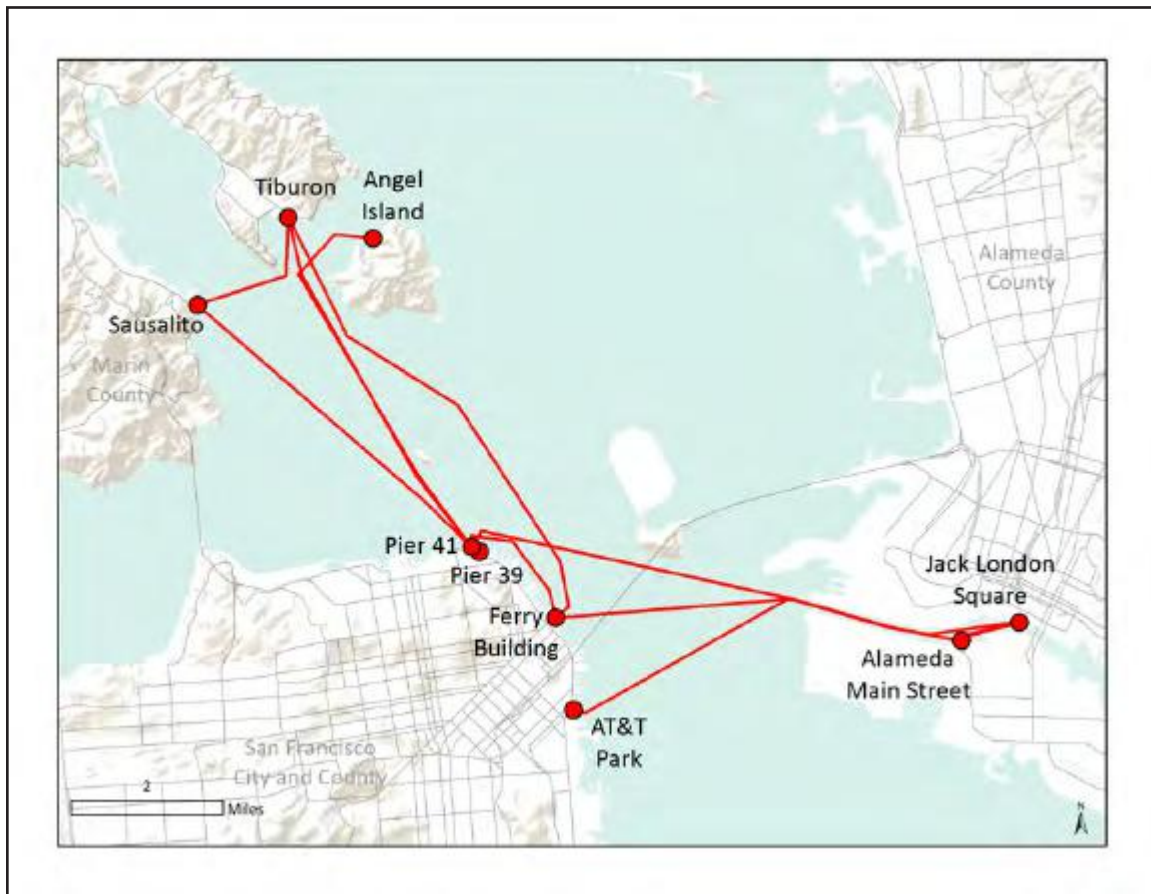 Tiburon
Angel
Island
Alameda
County
Sausalito
Marin
County
Pier 41
Pier 39
Jack London
Square
Ferry
Building
Alameda
Main Street
AT&T
Park
San Francisco
City and County
2
Miles
N